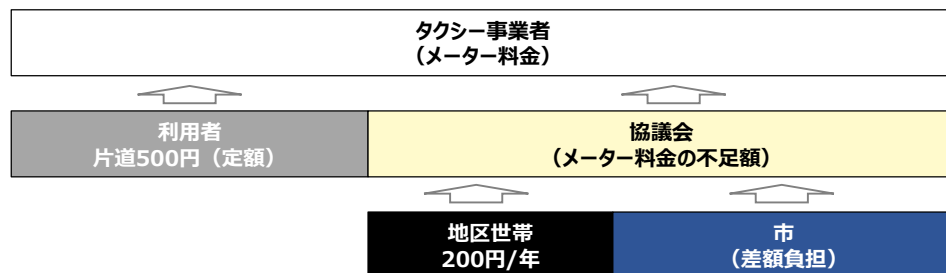 タクシー事業者
（メーター料金）
利用者
片道500円（定額）
協議会
（メーター料金の不足額）
地区世帯
200円/年
市
（差額負担）